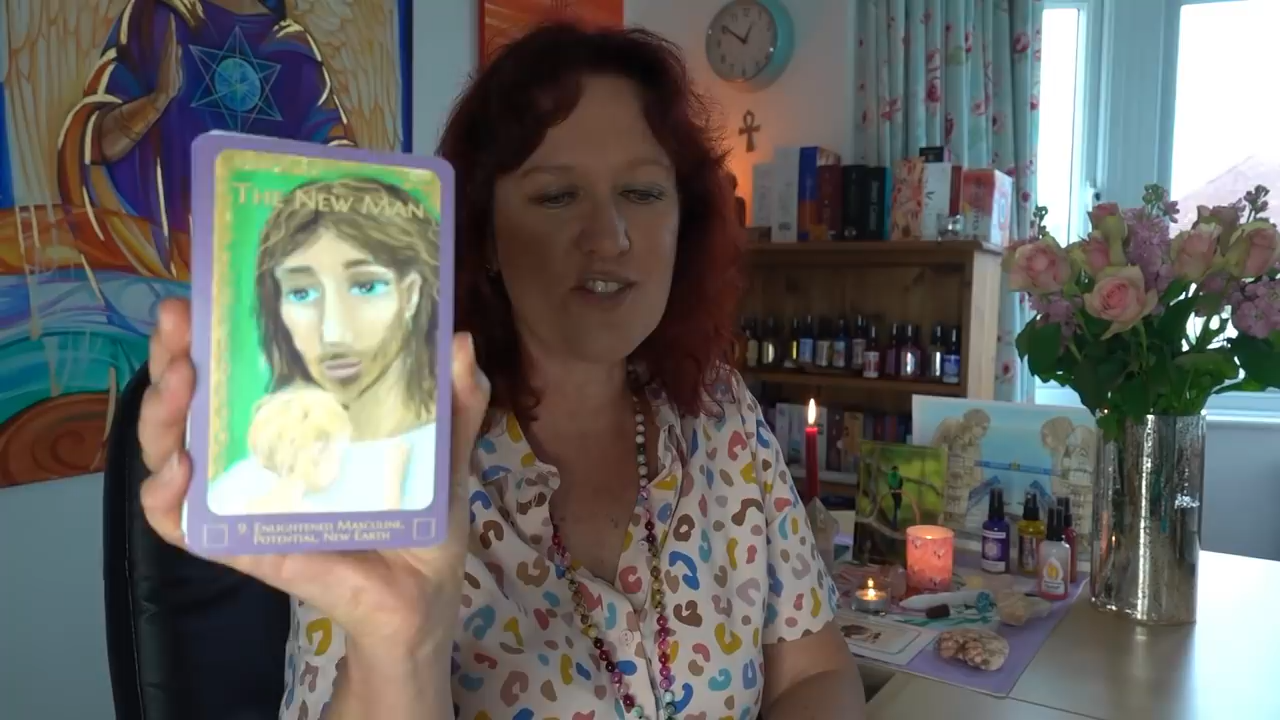 THE NEW MAN
9. ENLIGHTENED MASCULINE,
POTENTIAL, NEW EARTH